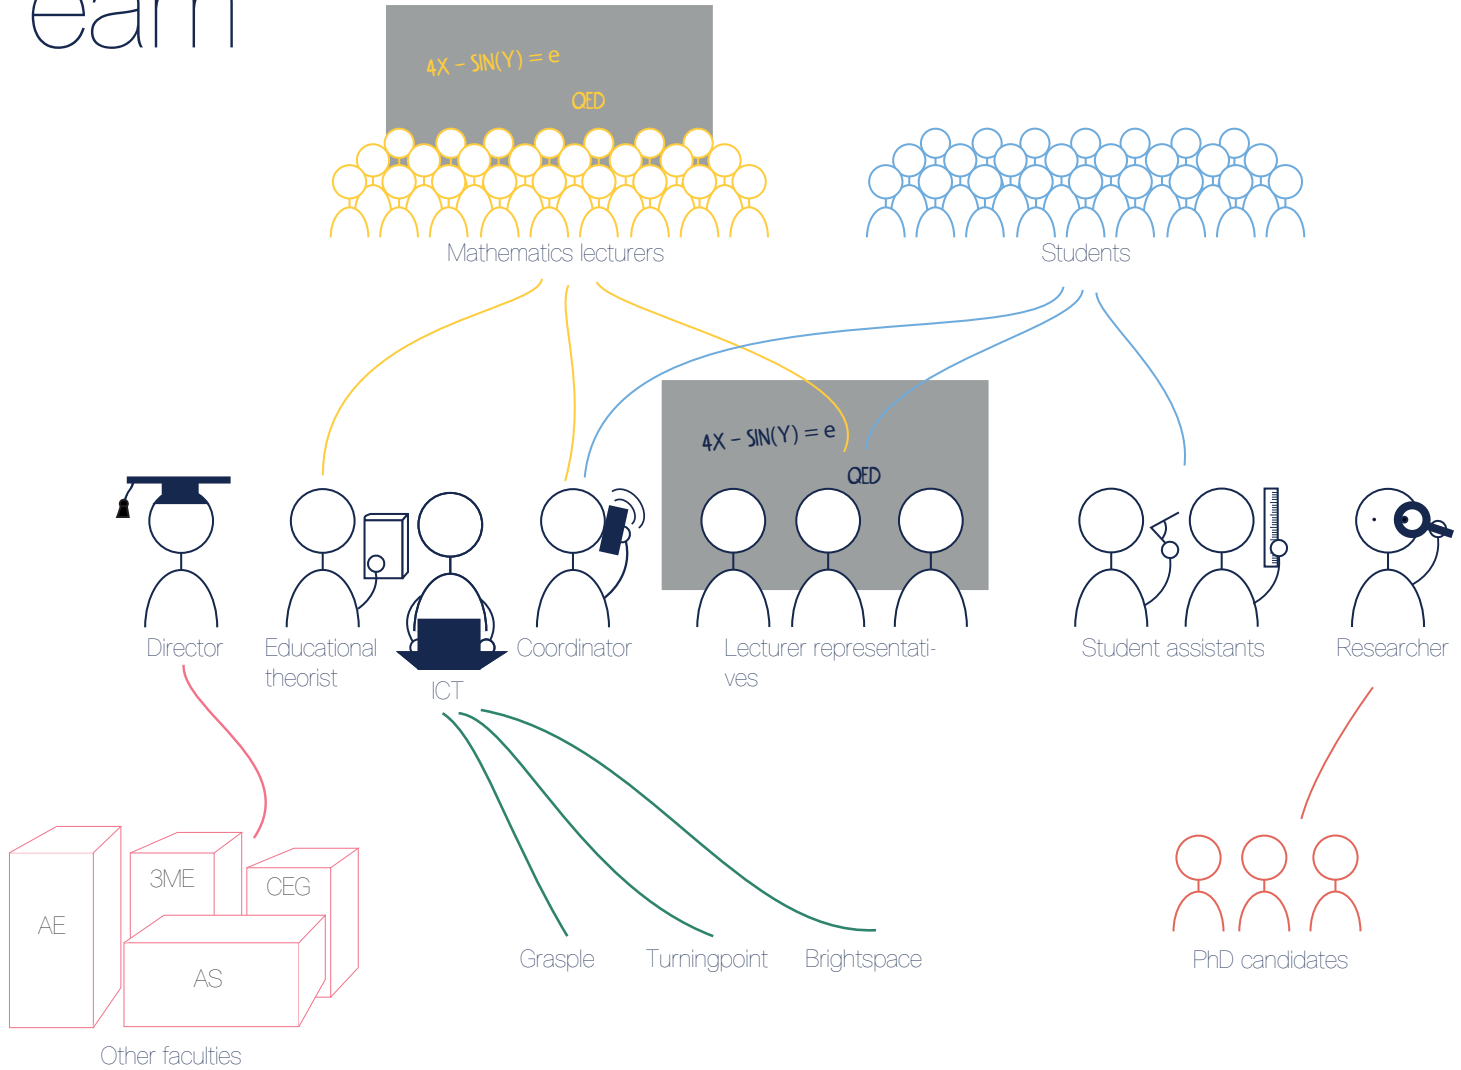 eam
4X – SIN(Y) = e
QED
Mathematics lecturers
Students
4X – SIN(Y) = e
QED
Director
Educational
theorist
ICT
Coordinator
Lecturer representati-
ves
Student assistants
Researcher
AE
3ME
CEG
AS
Other faculties
Grasple
Turningpoint
Brightspace
PhD candidates